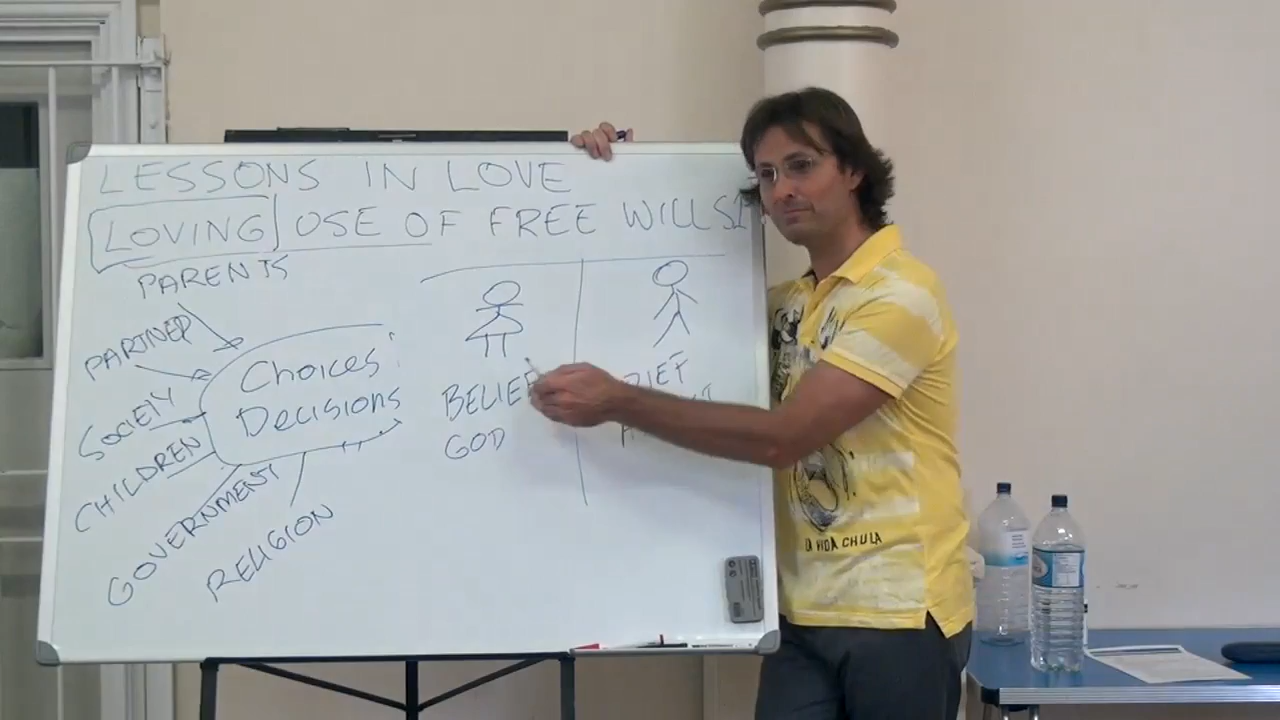 LESSONS IN LOVE
LOVING USE OF FREE WILL
PARENTS
PARTNER
SOCIETY
CHILDREN
GOVERNMENT
RELIGION
Choices
Decisions
BELIEF
GOD
LA VIDA CHULA